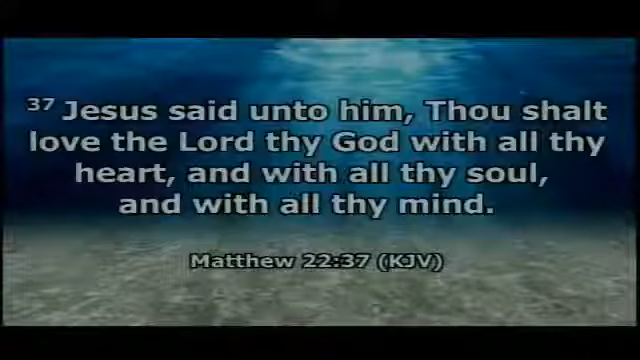 37 Jesus said unto him, Thou shalt
love the Lord thy God with all thy
heart, and with all thy soul,
and with all thy mind.
Matthew 22:37 (KJV)